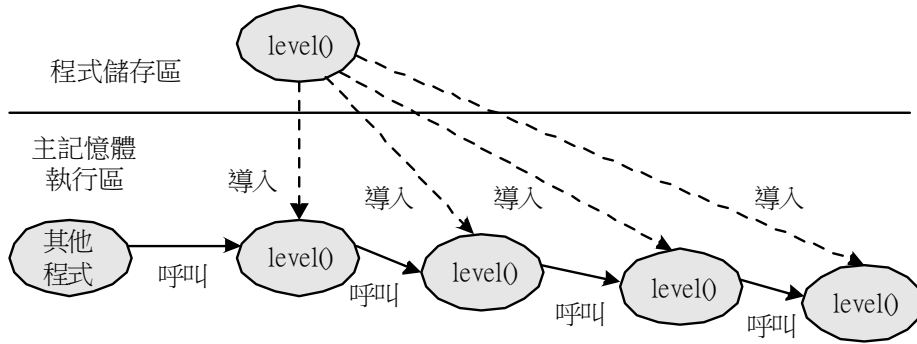 level()
程式儲存區
主記憶體
執行區
導入
導入
導入
導入
其他
程式
呼叫
level()
呼叫
level()
呼叫
level()
呼叫
level()